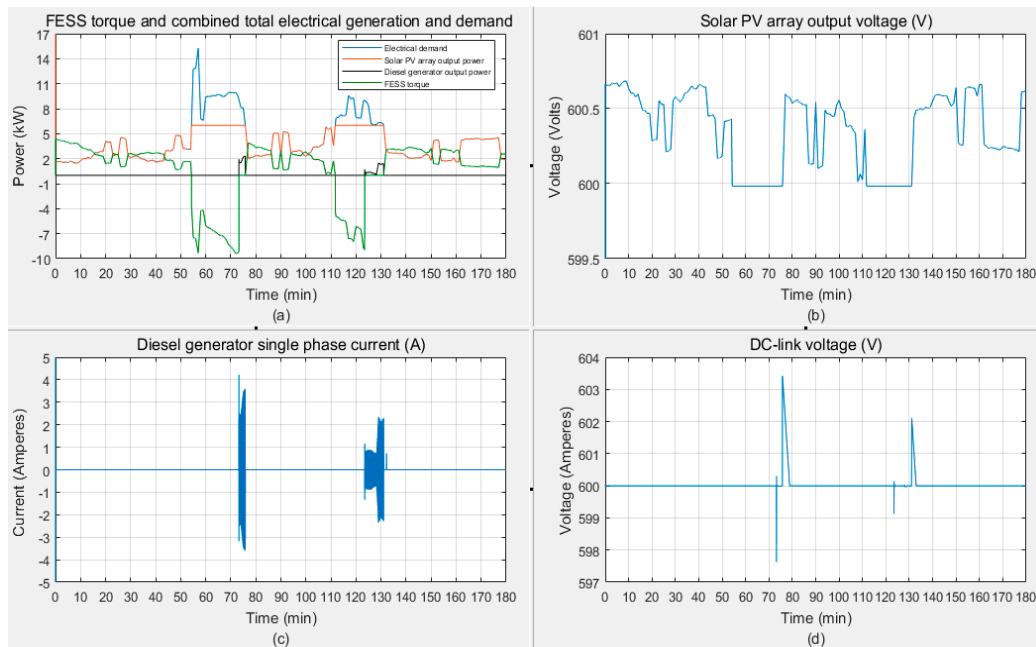 FESS torque and combined total electrical generation and demand
Electrical demand
Solar PV array output power
Diesel generator output power
FESS torque
Power (kW)
17
14
11
8
5
2
-1
-4
-7
-10
0 10 20 30 40 50 60 70 80 90 100 110 120 130 140 150 160 170 180
Time (min)
(a)
Solar PV array output voltage (V)
Voltage (Volts)
601
600.5
600
599.5
0 10 20 30 40 50 60 70 80 90 100 110 120 130 140 150 160 170 180
Time (min)
(b)
Diesel generator single phase current (A)
Current (Amperes)
5
4
3
2
1
0
-1
-2
-3
-4
-5
0 10 20 30 40 50 60 70 80 90 100 110 120 130 140 150 160 170 180
Time (min)
(c)
DC-link voltage (V)
Voltage (Amperes)
604
603
602
601
600
599
598
597
0 10 20 30 40 50 60 70 80 90 100 110 120 130 140 150 160 170 180
Time (min)
(d)